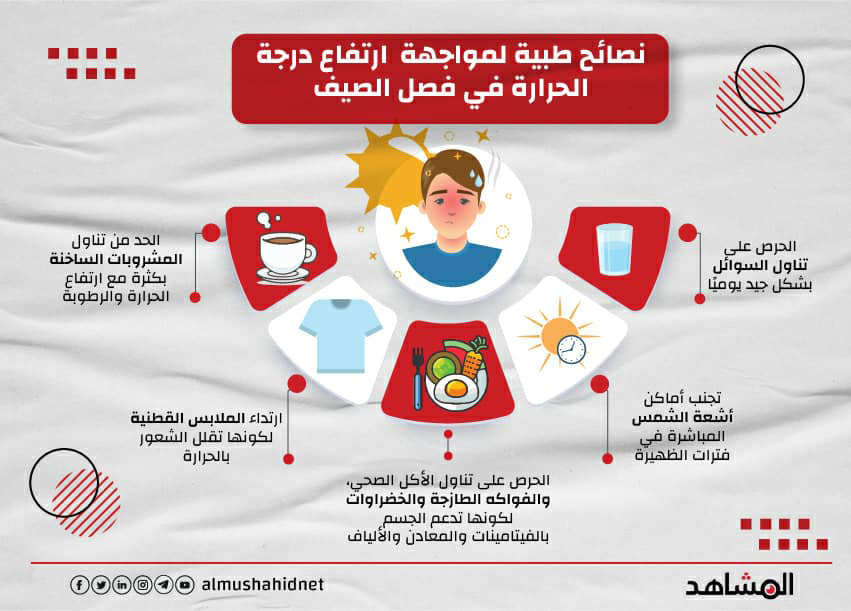 نصائح طبية لمواجهة ارتفاع درجة
الحرارة في فصل الصيف
الحرص على
تناول السوائل
بشكل جيد يوميًا
تجنب أماكن
أشعة الشمس
المباشرة في
فترات الظهيرة
الحرص على تناول الأكل الصحي،
والفواكه الطازجة والخضراوات
لكونها تدعم الجسم
بالفيتامينات والمعادن والألياف
ارتداء الملابس القطنية
لكونها تقلل الشعور
بالحرارة
الحد من تناول
المشروبات الساخنة
بكثرة مع ارتفاع
الحرارة والرطوبة
المشاهد
almushahidnet